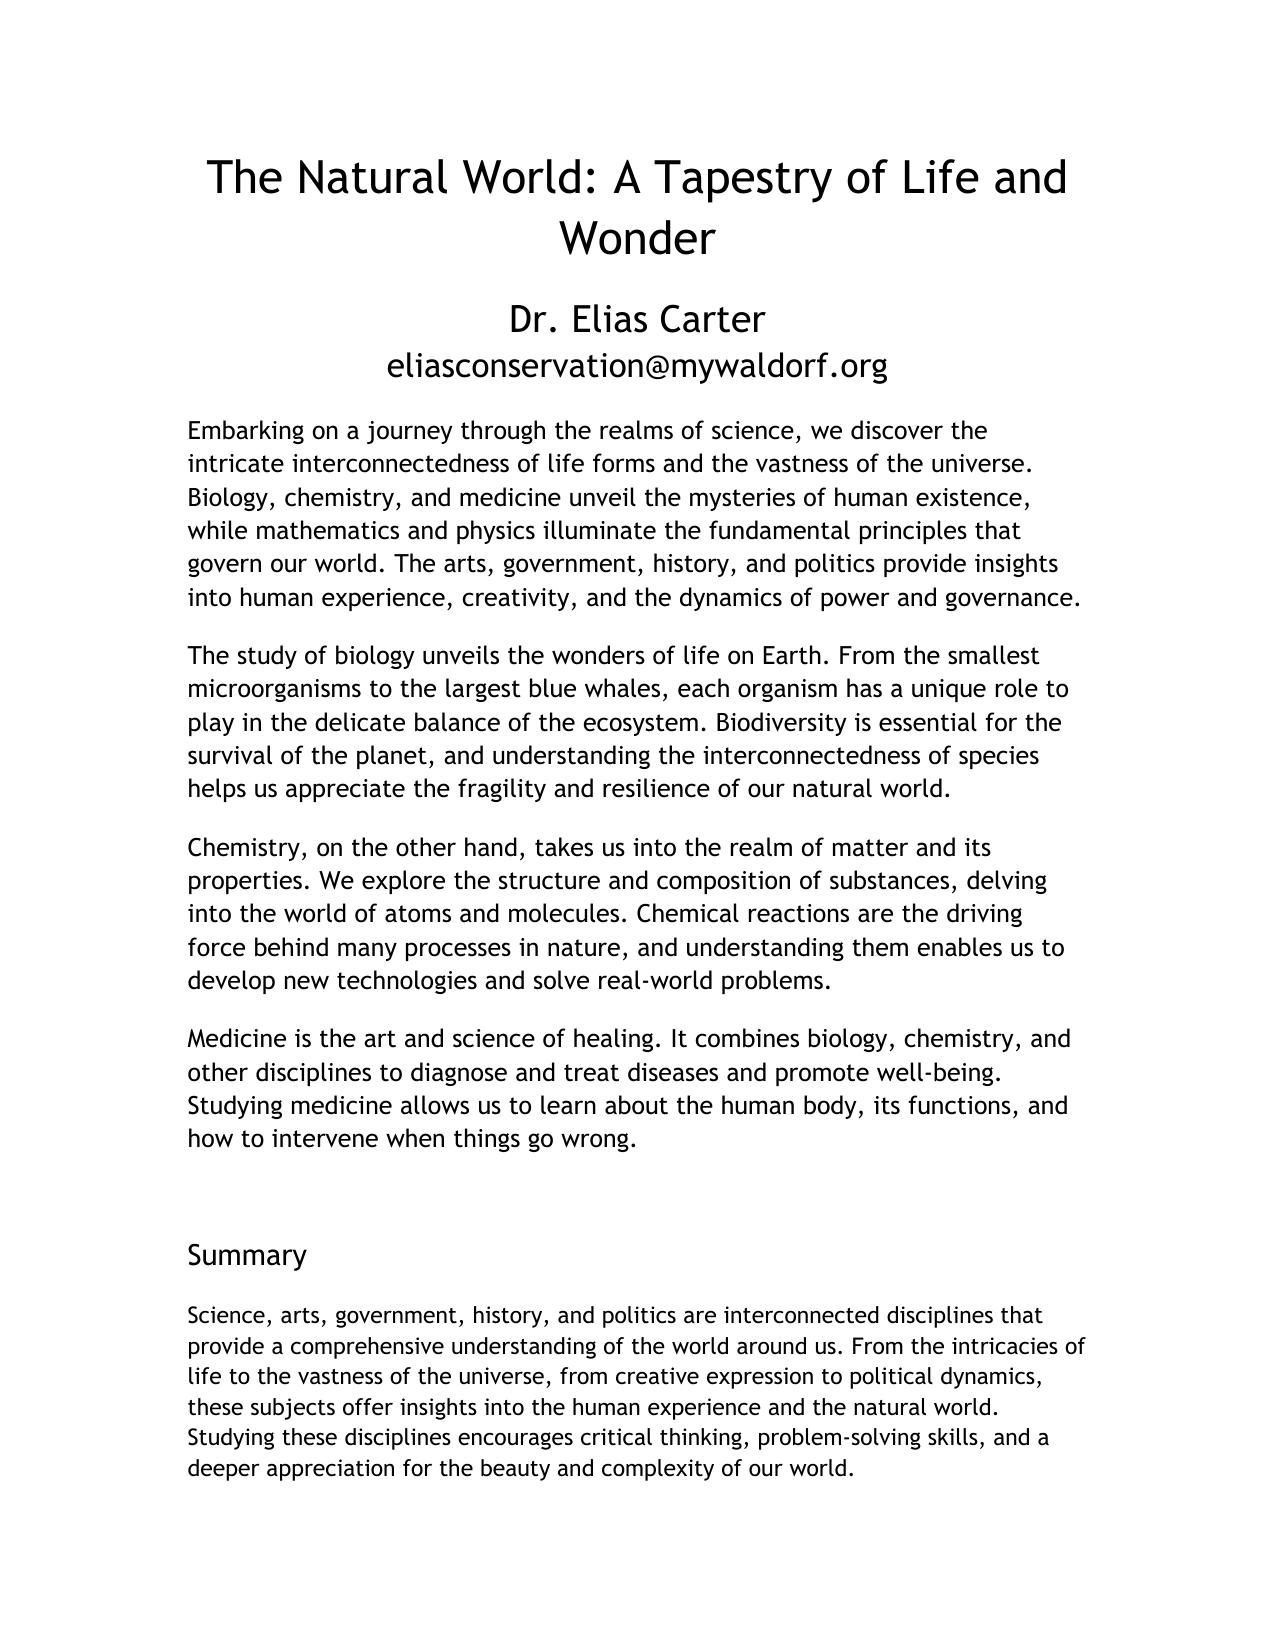 The Natural World: A Tapestry of Life and
Wonder
Dr. Elias Carter
eliasconservation@mywaldorf.org
Embarking on a journey through the realms of science, we discover the
intricate interconnectedness of life forms and the vastness of the universe.
Biology, chemistry, and medicine unveil the mysteries of human existence,
while mathematics and physics illuminate the fundamental principles that
govern our world. The arts, government, history, and politics provide insights
into human experience, creativity, and the dynamics of power and governance.
The study of biology unveils the wonders of life on Earth. From the smallest
microorganisms to the largest blue whales, each organism has a unique role to
play in the delicate balance of the ecosystem. Biodiversity is essential for the
survival of the planet, and understanding the interconnectedness of species
helps us appreciate the fragility and resilience of our natural world.
Chemistry, on the other hand, takes us into the realm of matter and its
properties. We explore the structure and composition of substances, delving
into the world of atoms and molecules. Chemical reactions are the driving
force behind many processes in nature, and understanding them enables us to
develop new technologies and solve real-world problems.
Medicine is the art and science of healing. It combines biology, chemistry, and
other disciplines to diagnose and treat diseases and promote well-being.
Studying medicine allows us to learn about the human body, its functions, and
how to intervene when things go wrong.
Summary
Science, arts, government, history, and politics are interconnected disciplines that
provide a comprehensive understanding of the world around us. From the intricacies of
life to the vastness of the universe, from creative expression to political dynamics,
these subjects offer insights into the human experience and the natural world.
Studying these disciplines encourages critical thinking, problem-solving skills, and a
deeper appreciation for the beauty and complexity of our world.